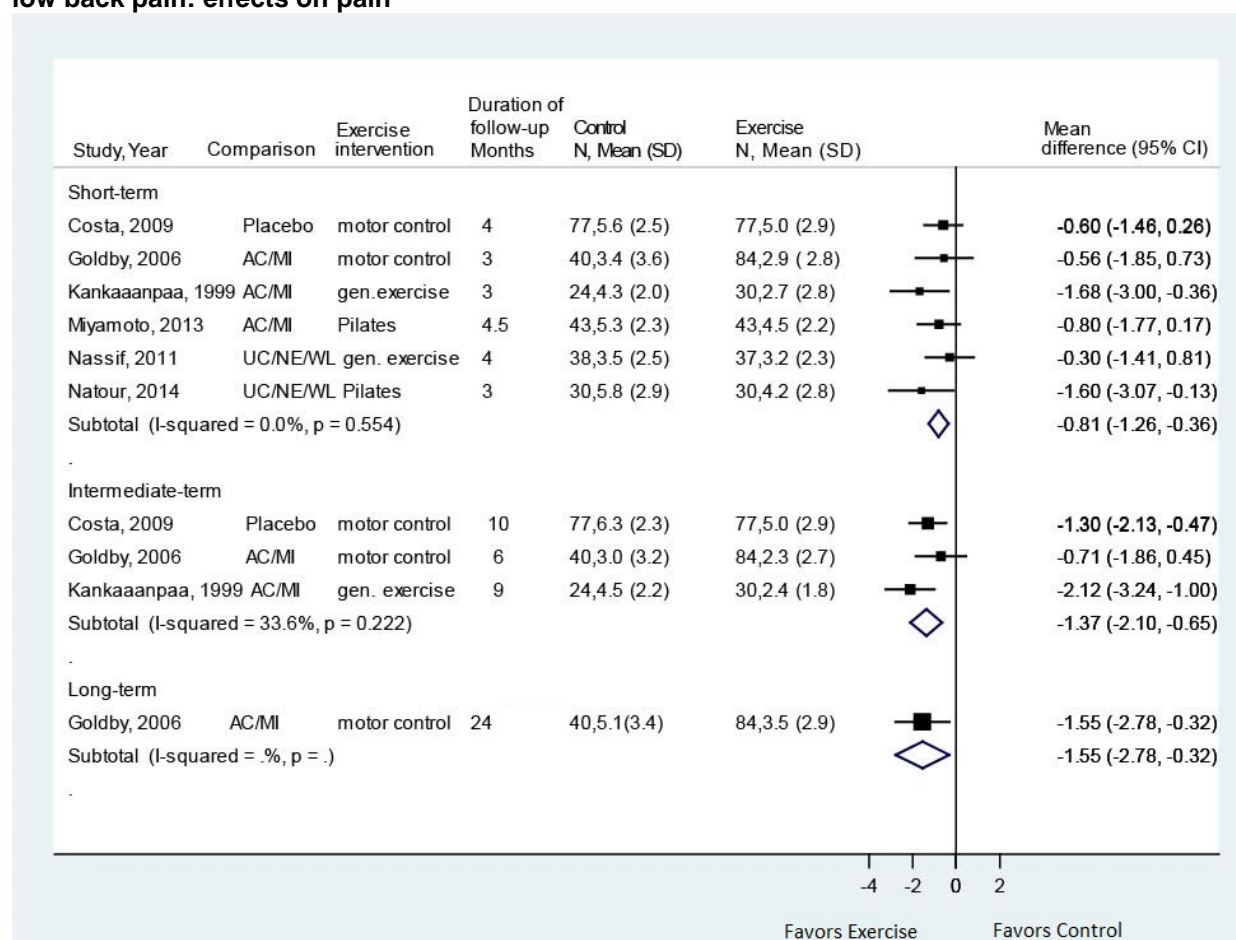 low back pain: effects on pain
Study, Year Comparison Exercise intervention Duration of follow-up Months Control N, Mean (SD) Exercise N, Mean (SD) Mean difference (95% CI)
Short-term
Costa, 2009 Placebo motor control 4 77,5.6 (2.5) 77,5.0 (2.9) -0.60 (-1.46, 0.26)
Goldby, 2006 AC/MI motor control 3 40,3.4 (3.6) 84,2.9 ( 2.8) -0.56 (-1.85, 0.73)
Kankaaanpaa, 1999 AC/MI gen.exercise 3 24,4.3 (2.0) 30,2.7 (2.8) -1.68 (-3.00, -0.36)
Miyamoto, 2013 AC/MI Pilates 4.5 43,5.3 (2.3) 43,4.5 (2.2) -0.80 (-1.77, 0.17)
Nassif, 2011 UC/NE/WL gen. exercise 4 38,3.5 (2.5) 37,3.2 (2.3) -0.30 (-1.41, 0.81)
Natour, 2014 UC/NE/WL Pilates 3 30,5.8 (2.9) 30,4.2 (2.8) -1.60 (-3.07, -0.13)
Subtotal (I-squared = 0.0%, p = 0.554) -0.81 (-1.26, -0.36)
.
Intermediate-term
Costa, 2009 Placebo motor control 10 77,6.3 (2.3) 77,5.0 (2.9) -1.30 (-2.13, -0.47)
Goldby, 2006 AC/MI motor control 6 40,3.0 (3.2) 84,2.3 (2.7) -0.71 (-1.86, 0.45)
Kankaaanpaa, 1999 AC/MI gen. exercise 9 24,4.5 (2.2) 30,2.4 (1.8) -2.12 (-3.24, -1.00)
Subtotal (I-squared = 33.6%, p = 0.222) -1.37 (-2.10, -0.65)
.
Long-term
Goldby, 2006 AC/MI motor control 24 40,5.1(3.4) 84,3.5 (2.9) -1.55 (-2.78, -0.32)
Subtotal (I-squared = .%, p = .) -1.55 (-2.78, -0.32)
.
-4 -2 0 2
Favors Exercise Favors Control